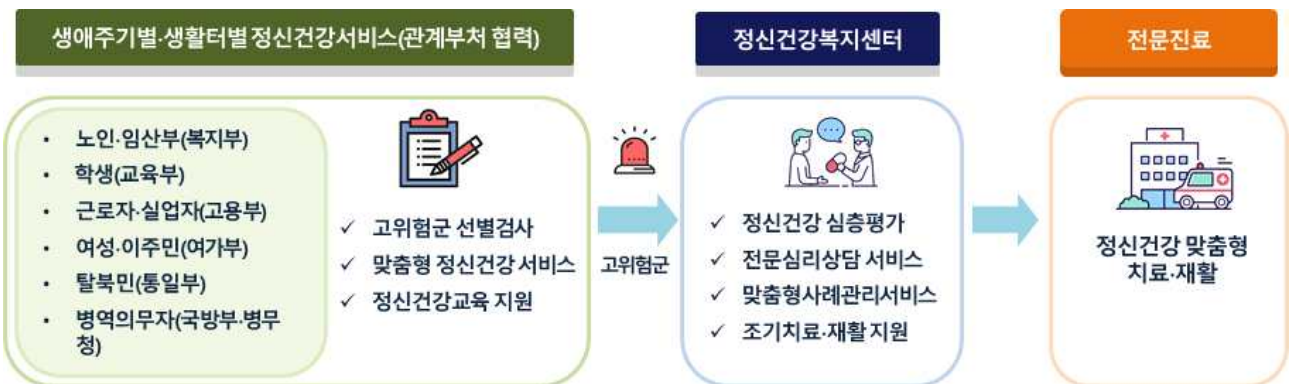 생애주기별·생활터별 정신건강서비스(관계부처 협력)
정신건강복지센터
전문진료
• 노인·임산부(복지부)
• 학생(교육부)
• 근로자·실업자(고용부)
• 여성·이주민(여가부)
• 탈북민(통일부)
• 병역의무자(국방부·병무
청)
✓ 고위험군 선별검사
✓ 맞춤형 정신건강 서비스
✓ 정신건강교육 지원
고위험군
✓ 정신건강 심층평가
✓ 전문심리상담 서비스
✓ 맞춤형사례관리서비스
✓ 조기치료·재활 지원
정신건강 맞춤형
치료·재활